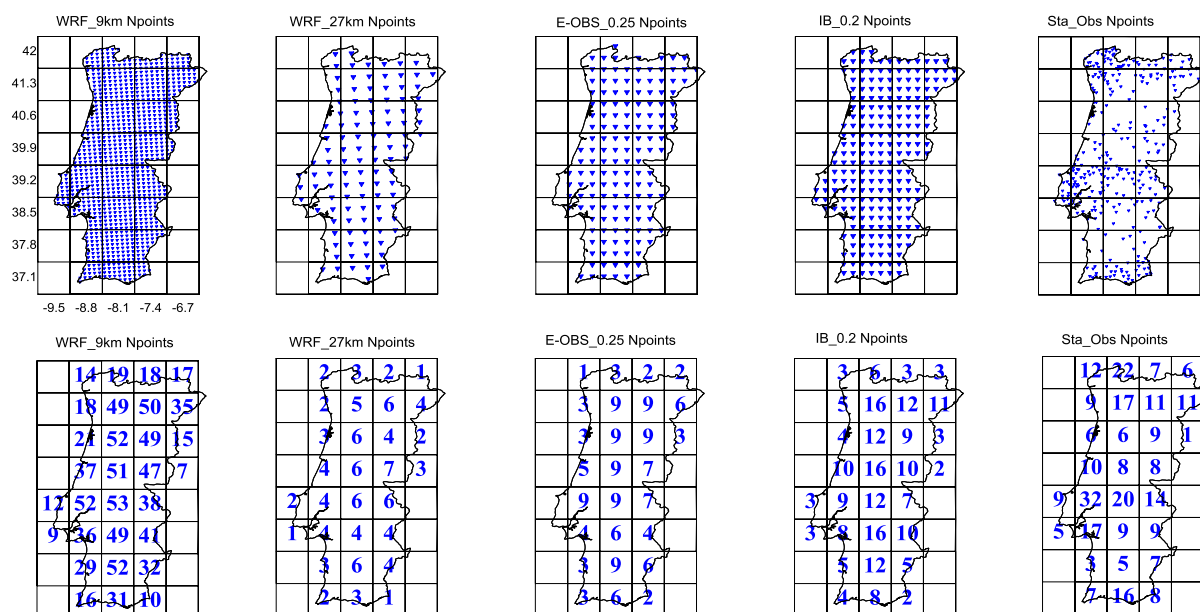 WRF_9km Npoints WRF_27km Npoints E-OBS_0.25 Npoints IB_0.2 Npoints Sta_Obs Npoints
42
41.3
40.6
39.9
39.2
38.5
37.8
37.1
-9.5 -8.8 -8.1 -7.4 -6.7
WRF_9km Npoints WRF_27km Npoints E-OBS_0.25 Npoints IB_0.2 Npoints Sta_Obs Npoints
14 19 18 17 2 3 2 1 1 3 2 2 3 6 3 3 12 22 7 6
18 49 50 35 2 5 6 4 3 9 9 6 5 16 12 11 9 17 11 11
21 52 49 15 3 6 4 2 3 9 9 3 4 12 9 3 6 6 9 1
37 51 47 7 4 6 7 3 5 9 7 10 16 10 2 10 8 8
12 52 53 38 2 4 6 6 9 9 7 3 9 12 7 9 32 20 14
9 36 49 41 1 4 4 4 4 6 4 3 8 16 10 5 17 9 9
29 52 32 3 6 4 3 9 6 5 12 5 3 5 7
16 31 10 2 3 1 3 6 2 4 8 2 7 16 8